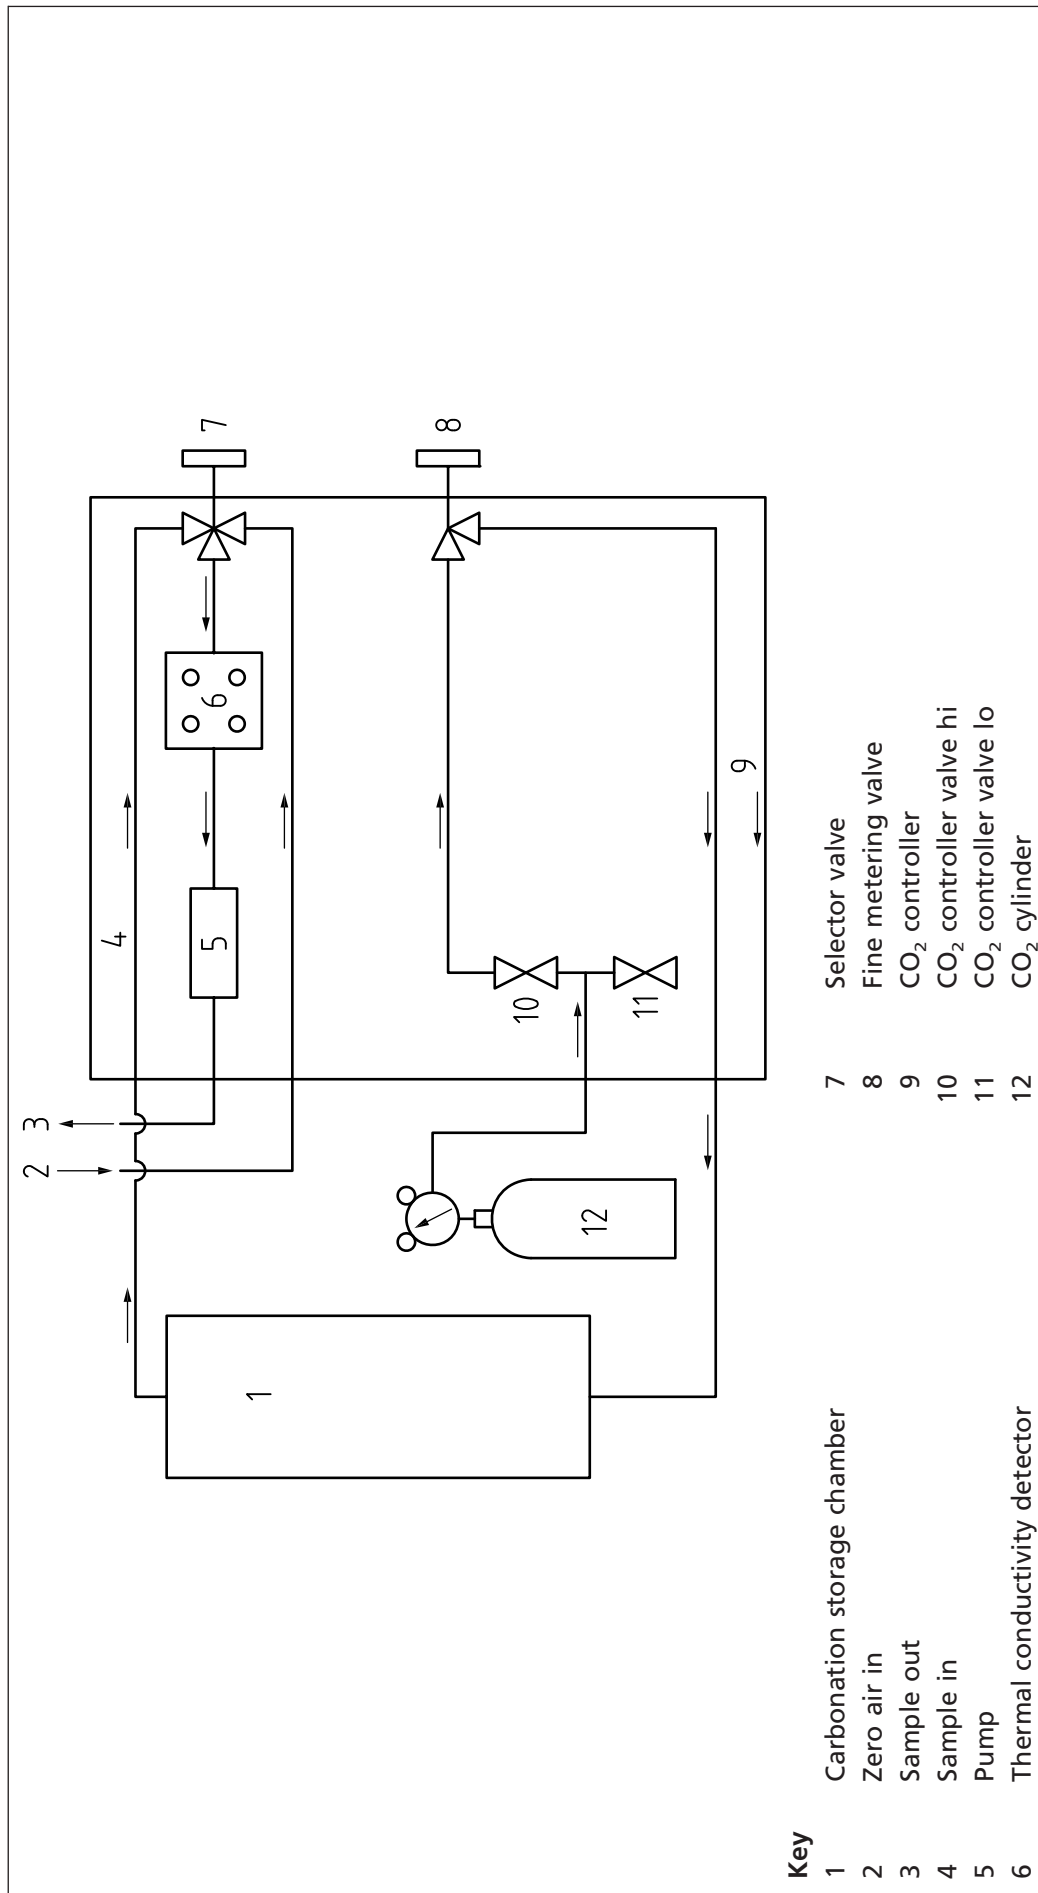 1
2
3
4
5
6
7
8
9
10
11
12
Key
1 Carbonation storage chamber
2 Zero air in
3 Sample out
4 Sample in
5 Pump
6 Thermal conductivity detector
7 Selector valve
8 Fine metering valve
9 CO₂ controller
10 CO₂ controller valve hi
11 CO₂ controller valve lo
12 CO₂ cylinder